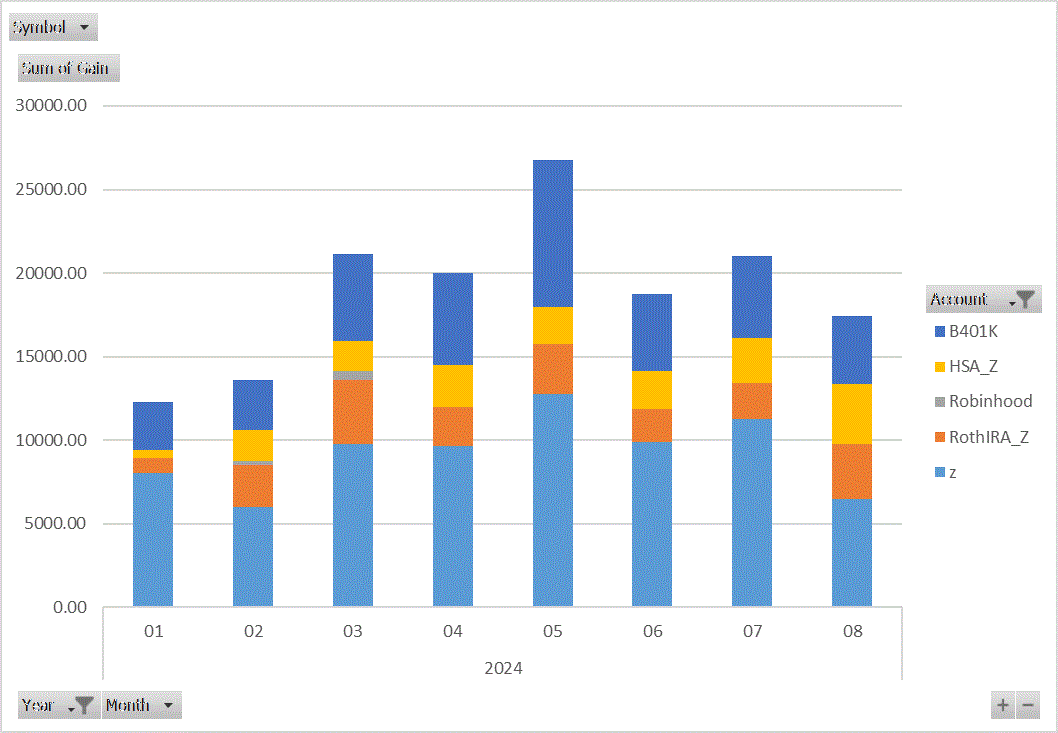 Symbol
Sum of Gain
30000.00
25000.00
20000.00
15000.00
10000.00
5000.00
0.00
01 02 03 04 05 06 07 08
2024
Account
B401K
HSA_Z
Robinhood
RothIRA_Z
z
Year Month
+ −